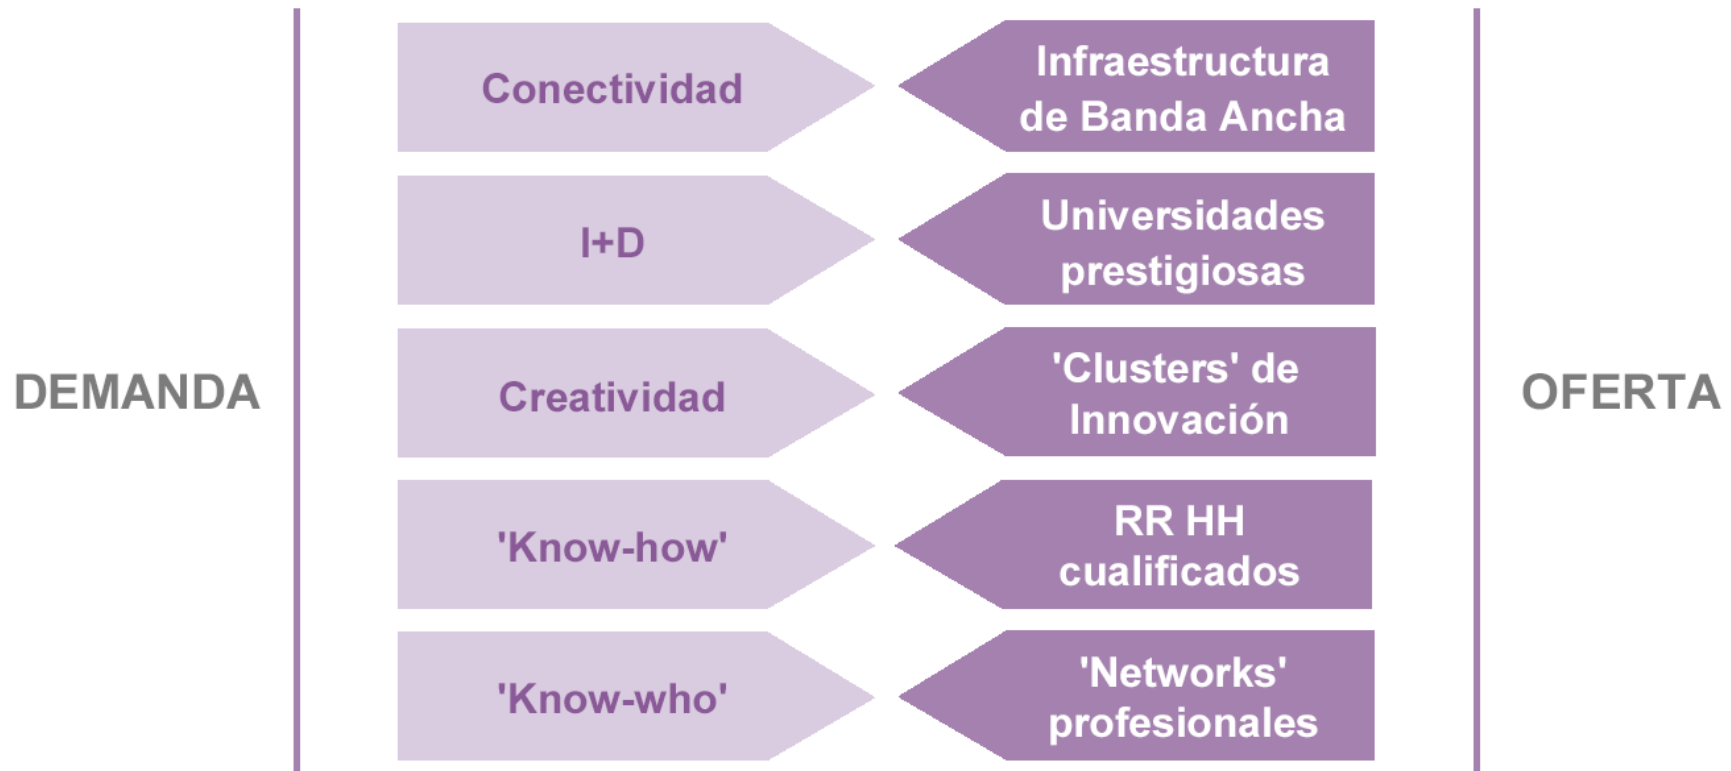 DEMANDA
Conectividad
Infraestructura
de Banda Ancha
I+D
Universidades
prestigiosas
Creatividad
'Clusters' de
Innovación
'Know-how'
RR HH
cualificados
'Know-who'
'Networks'
profesionales
OFERTA